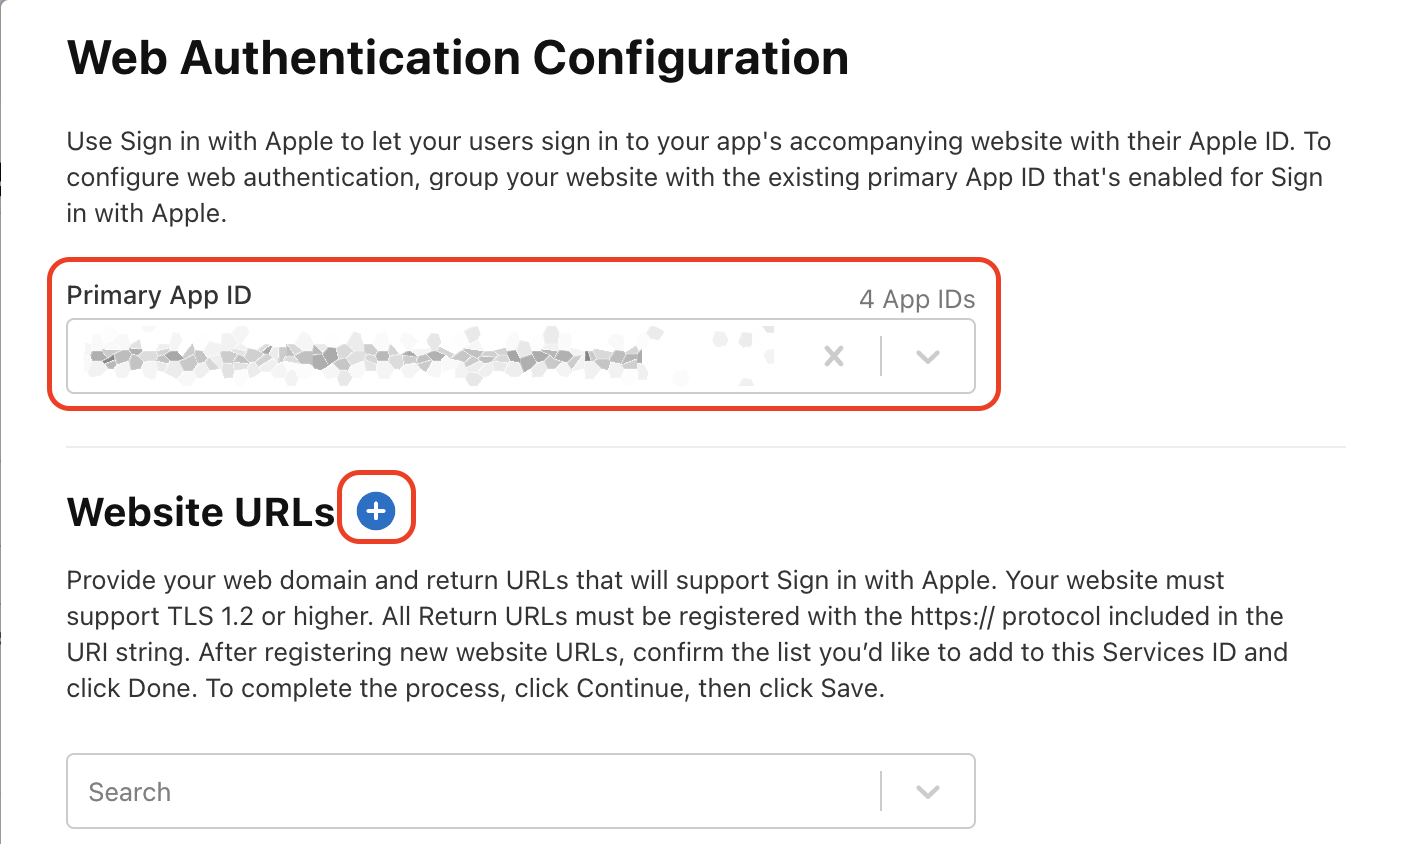 Web Authentication Configuration
Use Sign in with Apple to let your users sign in to your app's accompanying website with their Apple ID. To
configure web authentication, group your website with the existing primary App ID that's enabled for Sign
in with Apple.
Primary App ID
4 App IDs
Website URLs
Provide your web domain and return URLs that will support Sign in with Apple. Your website must
support TLS 1.2 or higher. All Return URLs must be registered with the https:// protocol included in the
URI string. After registering new website URLs, confirm the list you’d like to add to this Services ID and
click Done. To complete the process, click Continue, then click Save.
Search